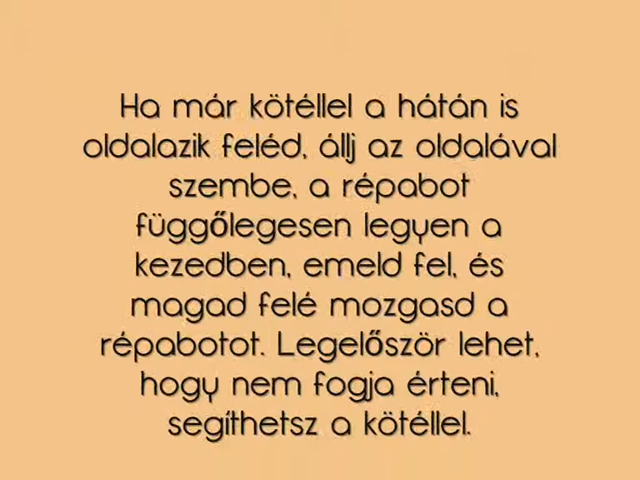 Ha már kötéllel a hátán is
oldalazik feléd, állj az oldalával
szembe, a répabot
függőlegesen legyen a
kezedben, emeld fel, és
magad felé mozgasd a
répabotot. Legelőször lehet,
hogy nem fogja érteni,
segíthetsz a kötéllel.